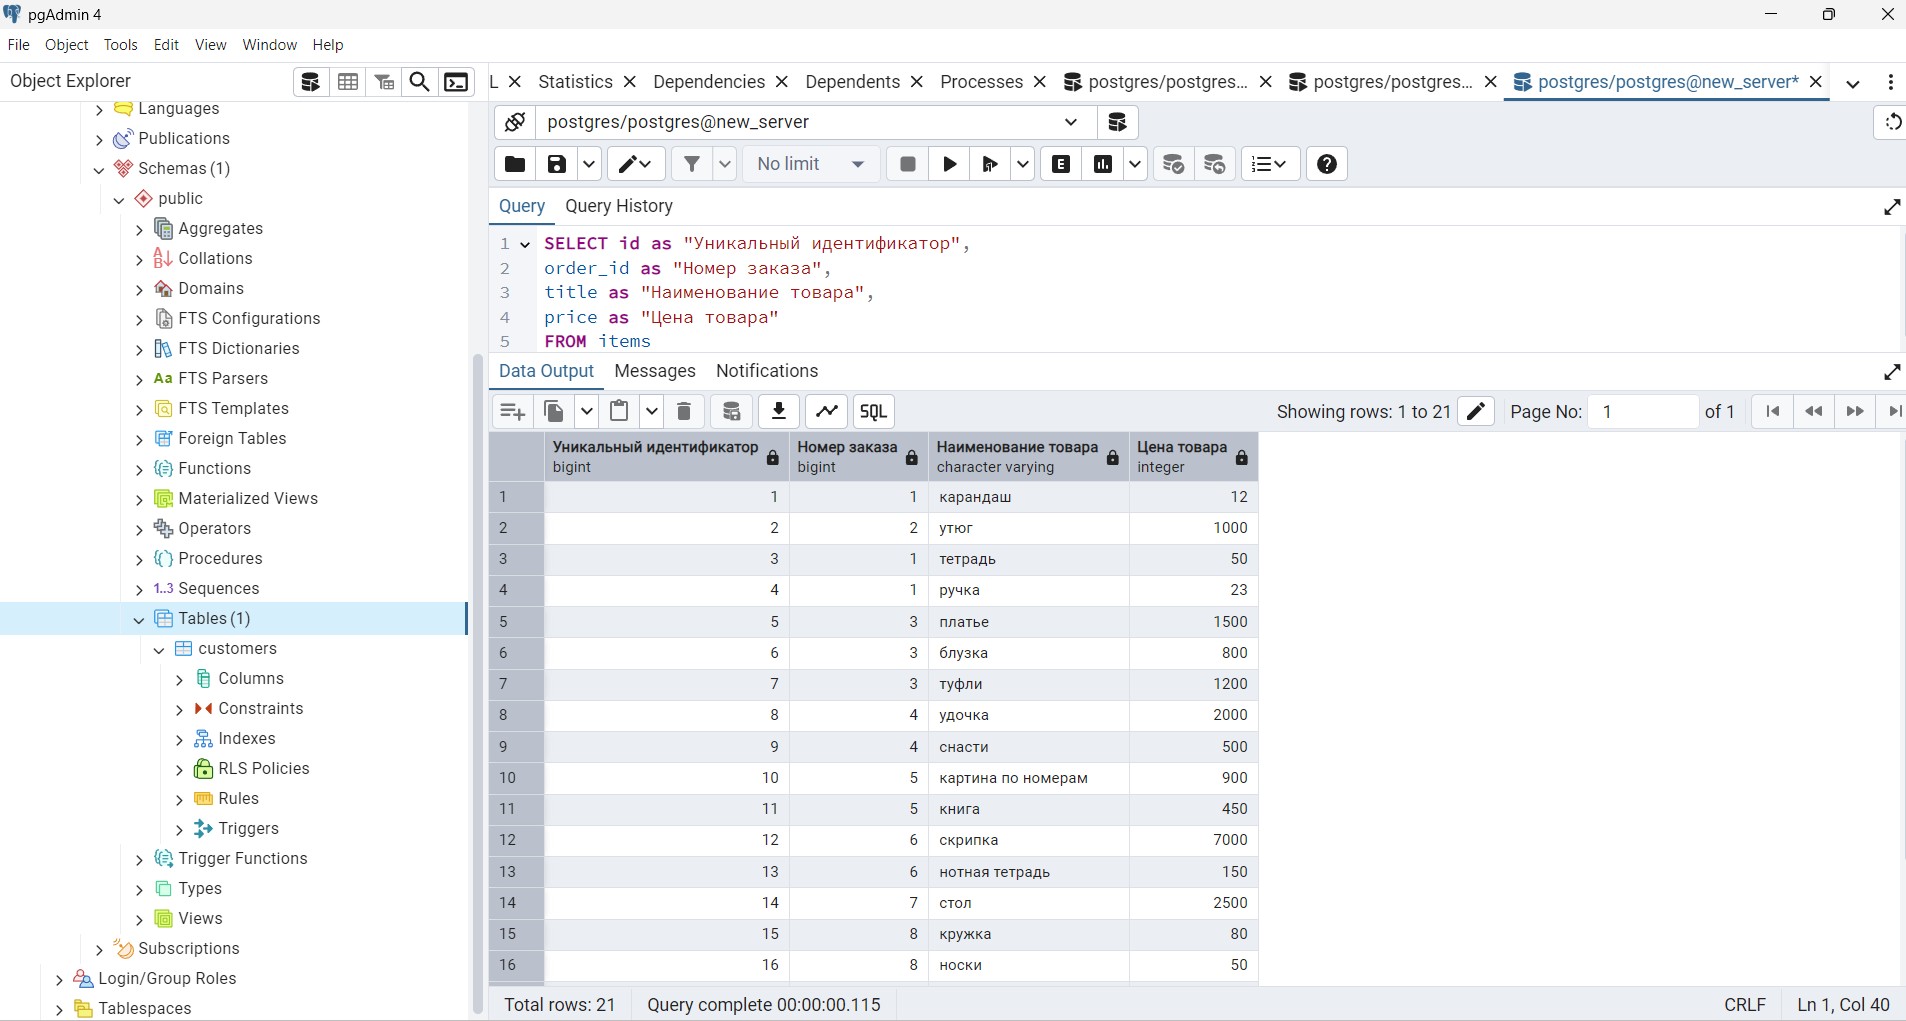 pgAdmin 4
File Object Tools Edit View Window Help
Object Explorer
L Statistics Dependencies Dependents Processes postgres/postgres... postgres/postgres... postgres/postgres@new_server*
Languages
Publications
Schemas (1)
public
Aggregates
Collations
Domains
FTS Configurations
FTS Dictionaries
Aa FTS Parsers
FTS Templates
Foreign Tables
Functions
Materialized Views
Operators
Procedures
1..3 Sequences
Tables (1)
customers
Columns
Constraints
Indexes
RLS Policies
Rules
Triggers
Trigger Functions
Types
Views
Subscriptions
Login/Group Roles
Tablespaces
postgres/postgres@new_server
No limit E
Query Query History
1 SELECT id as "Уникальный идентификатор",
2 order_id as "Номер заказа",
3 title as "Наименование товара",
4 price as "Цена товара"
5 FROM items
Data Output Messages Notifications
SQL Showing rows: 1 to 21 Page No: 1 of 1
Уникальный идентификатор Номер заказа Наименование товара Цена товара
bigint bigint character varying integer
1 1 1 карандаш 12
2 2 2 утюг 1000
3 3 1 тетрадь 50
4 4 1 ручка 23
5 5 3 платье 1500
6 6 3 блузка 800
7 7 3 туфли 1200
8 8 4 удочка 2000
9 9 4 снасти 500
10 10 5 картина по номерам 900
11 11 5 книга 450
12 12 6 скрипка 7000
13 13 6 нотная тетрадь 150
14 14 7 стол 2500
15 15 8 кружка 80
16 16 8 носки 50
Total rows: 21 Query complete 00:00:00.115 CRLF Ln 1, Col 40